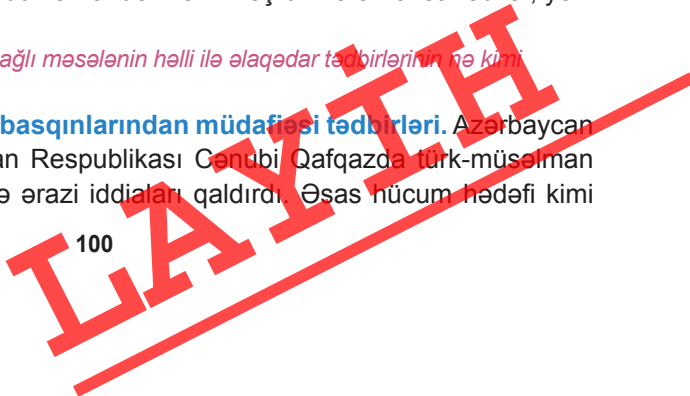 ağlı məsələnin həlli ilə əlaqədar tədbirlərinin nə kimi
basqınlarından müdafiəsi tədbirləri. Azərbaycan
an Respublikası Cənubi Qafqazda türk-müsəlman
ə ərazi iddiaları qaldırdı. Əsas hücum hədəfi kimi
100
LAYİH